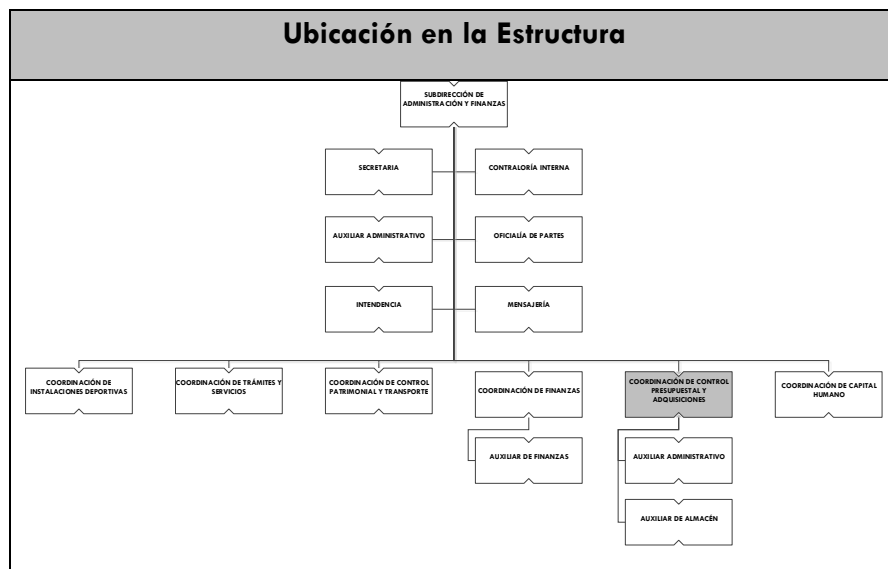 Ubicación en la Estructura
SUBDIRECCIÓN DE
ADMINISTRACIÓN Y FINANZAS
SECRETARIA
CONTRALORÍA INTERNA
AUXILIAR ADMINISTRATIVO
OFICIALÍA DE PARTES
INTENDENCIA
MENSAJERÍA
COORDINACIÓN DE
INSTALACIONES DEPORTIVAS
COORDINACIÓN DE TRÁMITES Y
SERVICIOS
COORDINACIÓN DE CONTROL
PATRIMONIAL Y TRANSPORTE
COORDINACIÓN DE FINANZAS
COORDINACIÓN DE CONTROL
PRESUPUESTAL Y
ADQUISICIONES
COORDINACIÓN DE CAPITAL
HUMANO
AUXILIAR DE FINANZAS
AUXILIAR ADMINISTRATIVO
AUXILIAR DE ALMACÉN